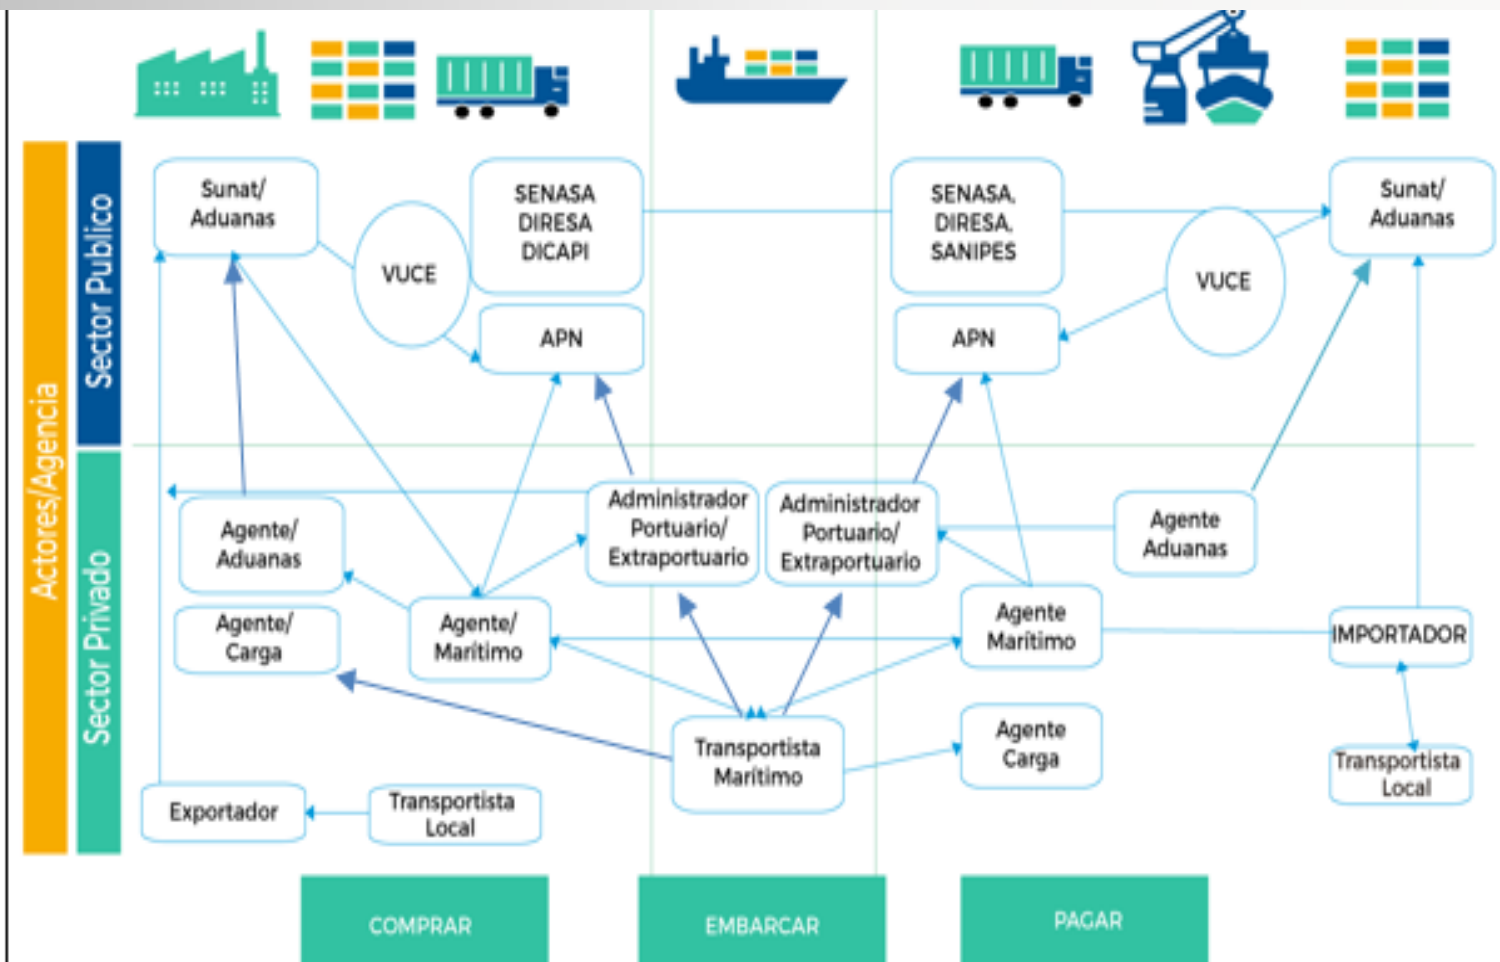 Actores/Agencia
Sector Publico
Sector Privado
Sunat/
Aduanas
VUCE
SENASA
DIRESA
DICAPI
APN
SENASA,
DIRESA,
SANIPES
APN
VUCE
Sunat/
Aduanas
Agente/
Aduanas
Agente/
Carga
Agente/
Marítimo
Administrador
Portuario/
Extraportuario
Administrador
Portuario/
Extraportuario
Agente
Aduanas
Agente
Marítimo
IMPORTADOR
Transportista
Marítimo
Agente
Carga
Transportista
Local
Exportador
Transportista
Local
COMPRAR
EMBARCAR
PAGAR